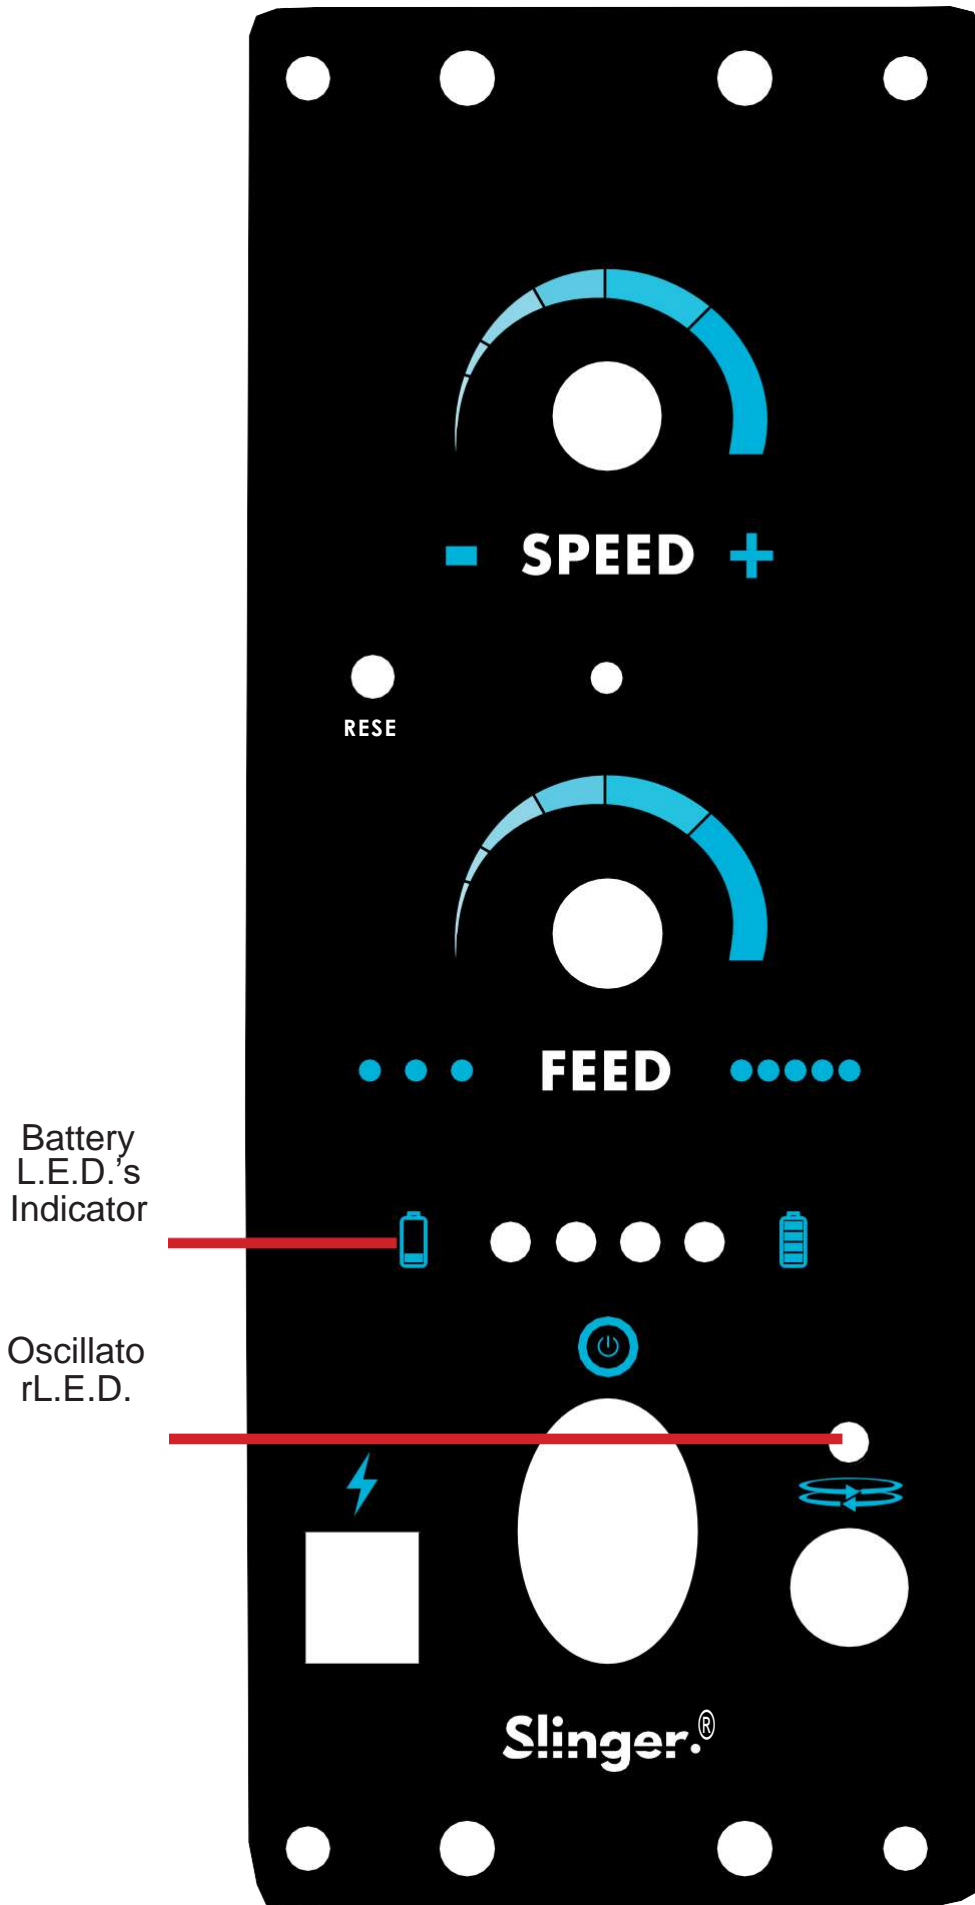 - SPEED +
RESE
FEED
Battery
L.E.D.’s
Indicator
Oscillato
rL.E.D.
Slinger.®